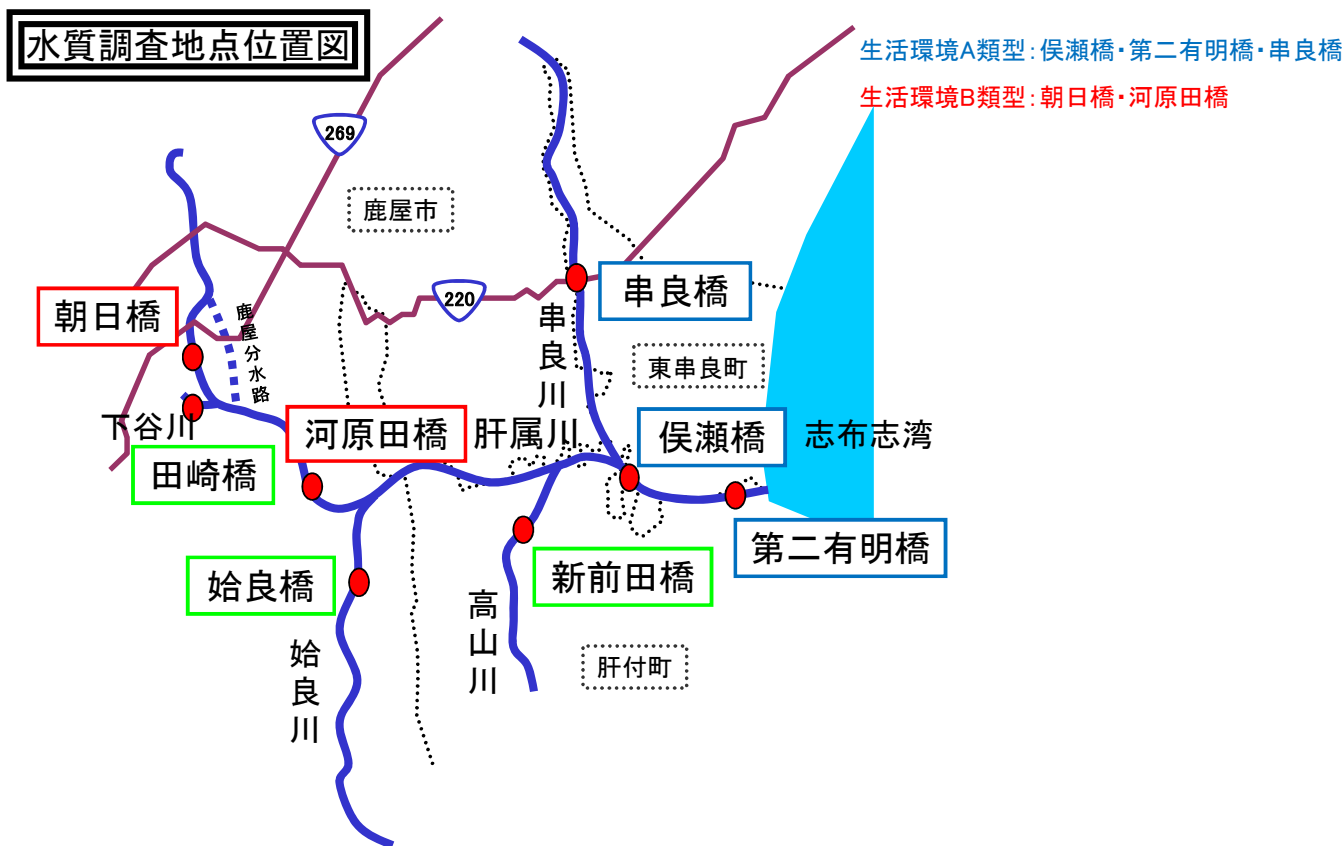 水質調査地点位置図
生活環境A類型:俣瀬橋・第二有明橋・串良橋
生活環境B類型:朝日橋・河原田橋
269
鹿屋市
220
串良橋
朝日橋
鹿屋分水路
串良川
東串良町
下谷川
河原田橋
肝属川
俣瀬橋
志布志湾
田崎橋
第二有明橋
姶良橋
新前田橋
高山川
姶良川
肝付町